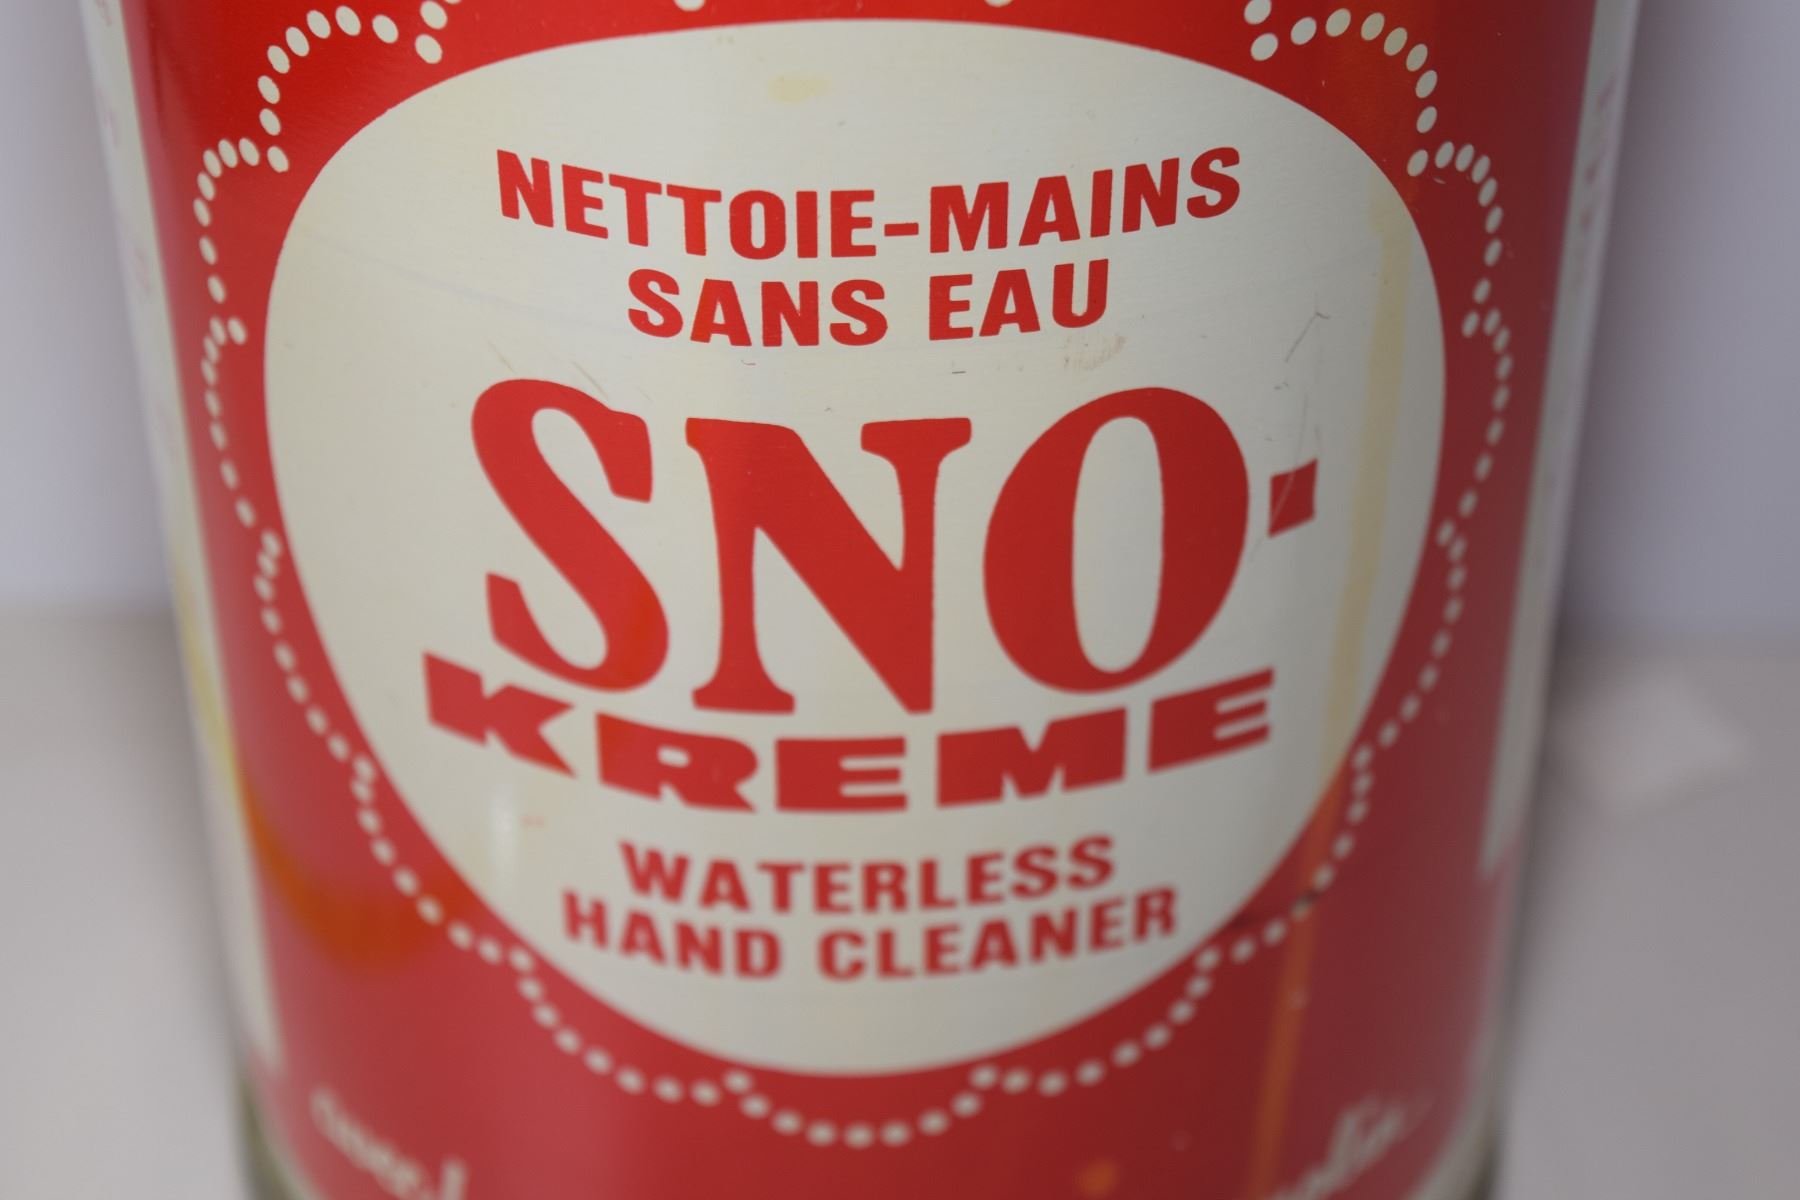 NETTOIE-MAINS
SANS EAU
SNO-
KREME
WATERLESS
HAND CLEANER